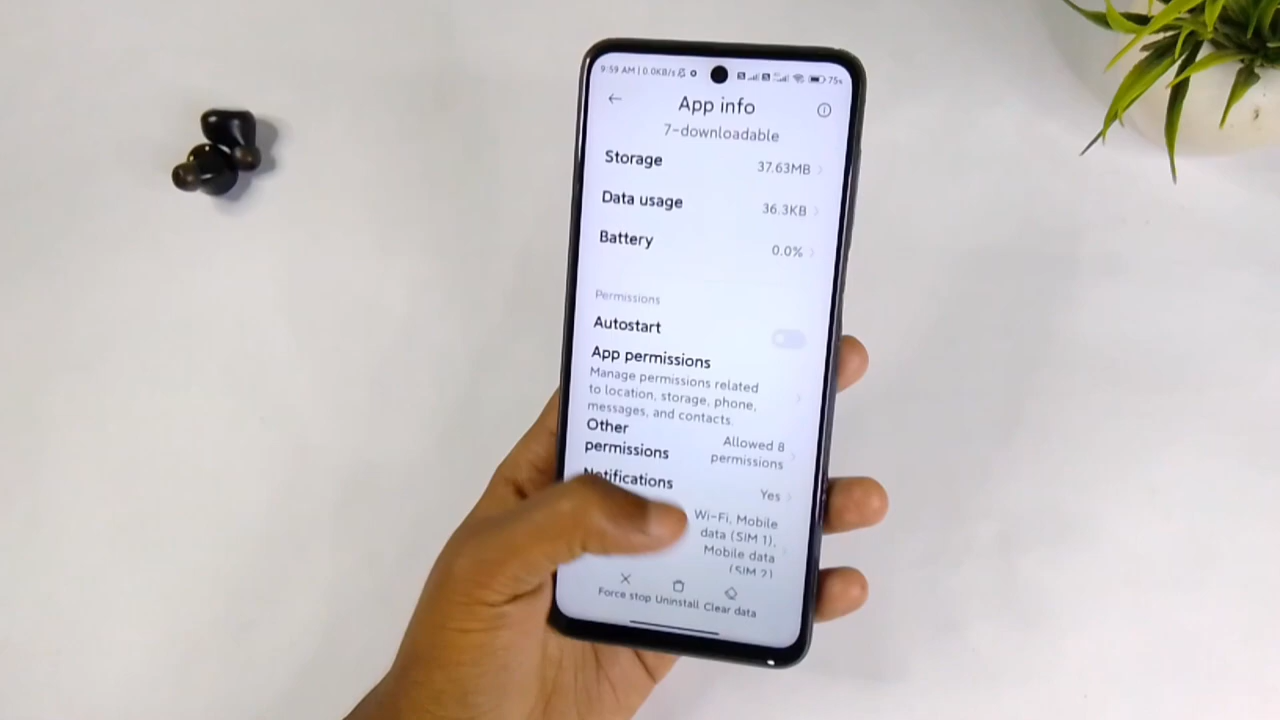 9:59 AM | 0.0KB/s
75%
App info
7-downloadable
Storage
37.63MB
Data usage
36.3KB
Battery
0.0%
Permissions
Autostart
App permissions
Manage permissions related
to location, storage, phone,
messages, and contacts.
Other
permissions
Allowed 8
permissions
Notifications
Yes
Wi-Fi, Mobile
data (SIM 1),
Mobile data
(SIM 2)
Force stop
Uninstall
Clear data